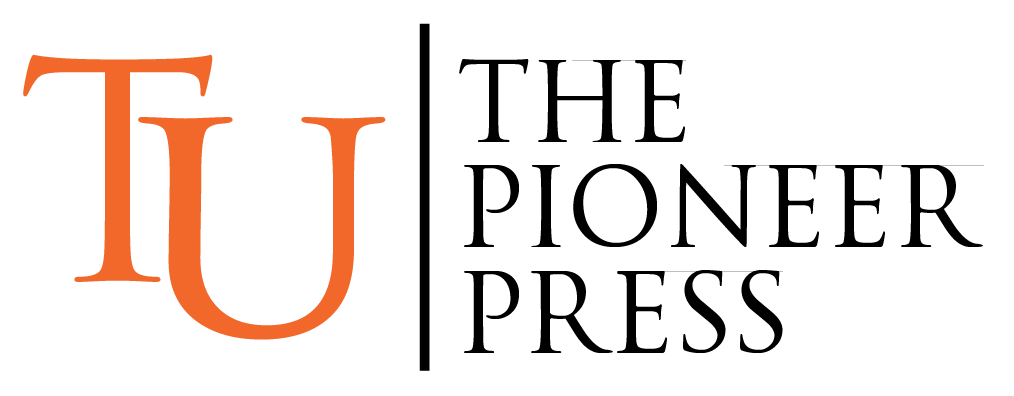 TU
THE
PIONEER
PRESS